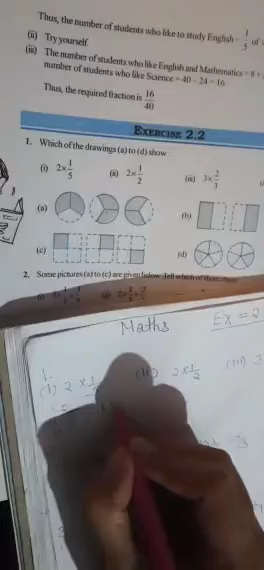 Thus, the number of students who like to study English = 1/5 of
(ii) Try yourself
(iii) The number of students who like English and Mathematics = 8 +
number of students who like Science = 40 - 24 = 16
Thus, the required fraction is 16/40
EXERCISE 2.2
1. Which of the drawings (a) to (d) show
(i) 2×1/5 (ii) 2×1/2 (iii) 3×2/3
(a) (b)
(c) (d)
2. Some pictures (a) to (c) are given below. Tell which of them
Maths Ex = 2
1.
(i) 2 × 1/5 (ii) 2×1/2 (iii) 3